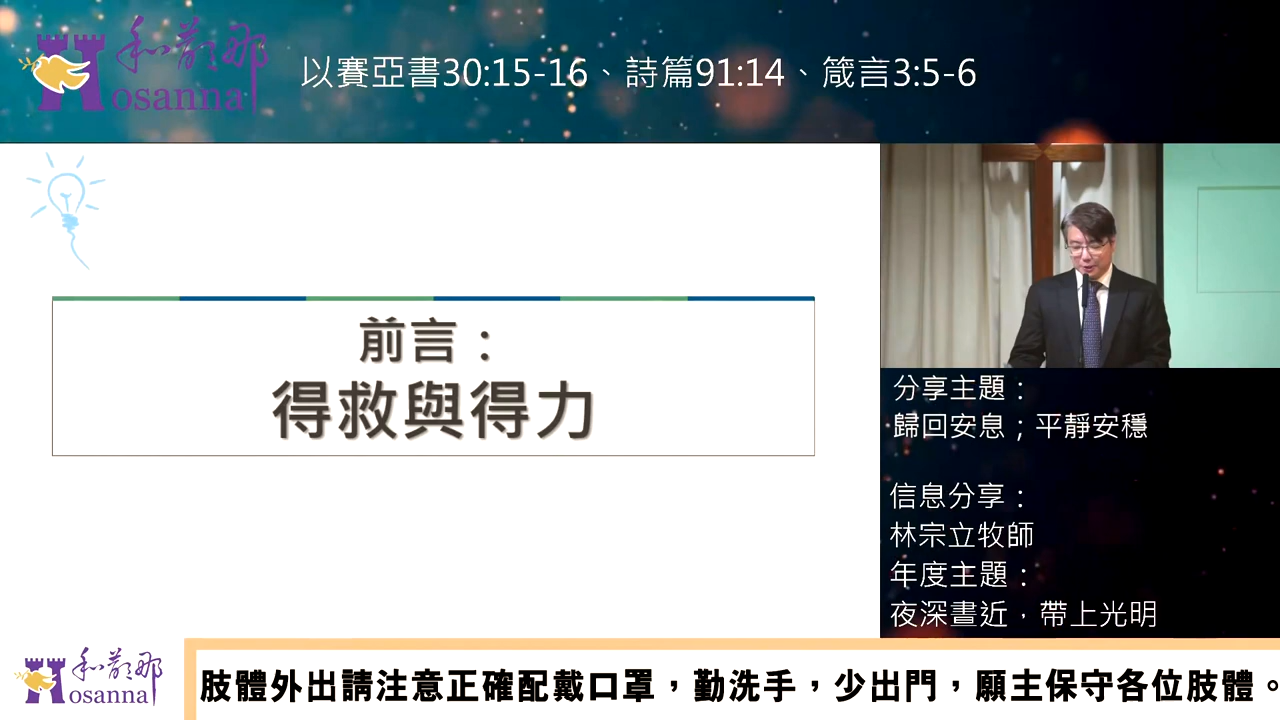 和散那
Hosanna
以賽亞書30:15-16、詩篇91:14、箴言3:5-6
前言：
得救與得力
分享主題：
歸回安息；平靜安穩
信息分享：
林宗立牧師
年度主題：
夜深晝近，帶上光明
和散那
Hosanna
肢體外出請注意正確配戴口罩，勤洗手，少出門，願主保守各位肢體。